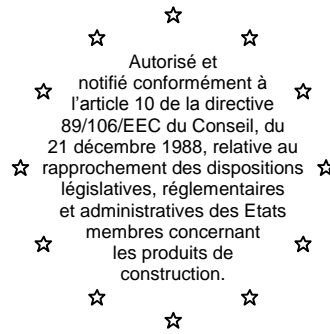 Autorisé et
notifié conformément à
l'article 10 de la directive
89/106/EEC du Conseil, du
21 décembre 1988, relative au
rapprochement des dispositions
législatives, réglementaires
et administratives des Etats
membres concernant
les produits de
construction.